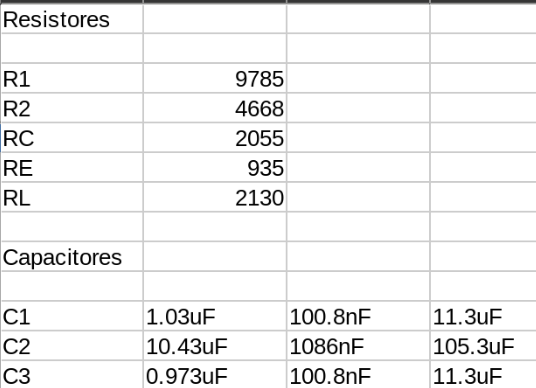 Resistores
R1 9785
R2 4668
RC 2055
RE 935
RL 2130
Capacitores
C1 1.03uF 100.8nF 11.3uF
C2 10.43uF 1086nF 105.3uF
C3 0.973uF 100.8nF 11.3uF